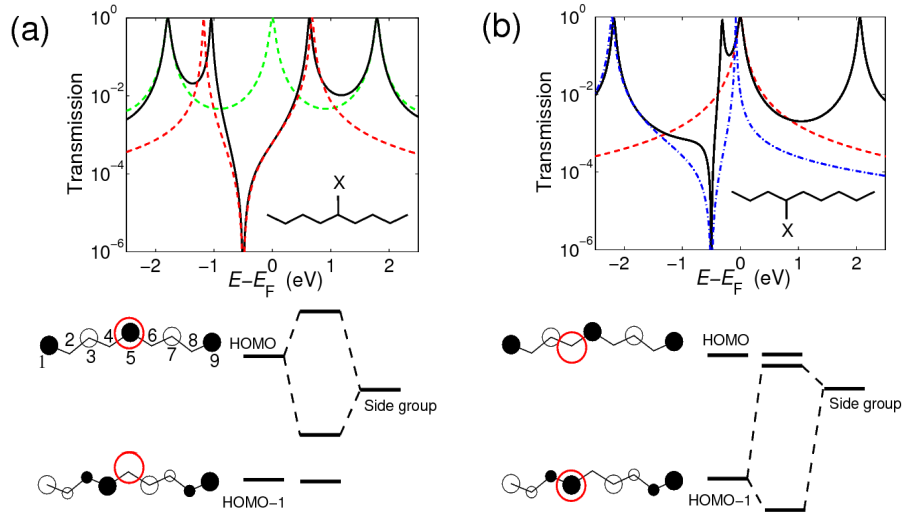 (a)
Transmission
10^0
10^-2
10^-4
10^-6
X
−2 −1 0 1 2
E−E_F (eV)
(b)
Transmission
10^0
10^-2
10^-4
10^-6
X
−2 −1 0 1 2
E−E_F (eV)
1 2 3 4 5 6 7 8 9
HOMO
Side group
HOMO−1
HOMO
Side group
HOMO−1